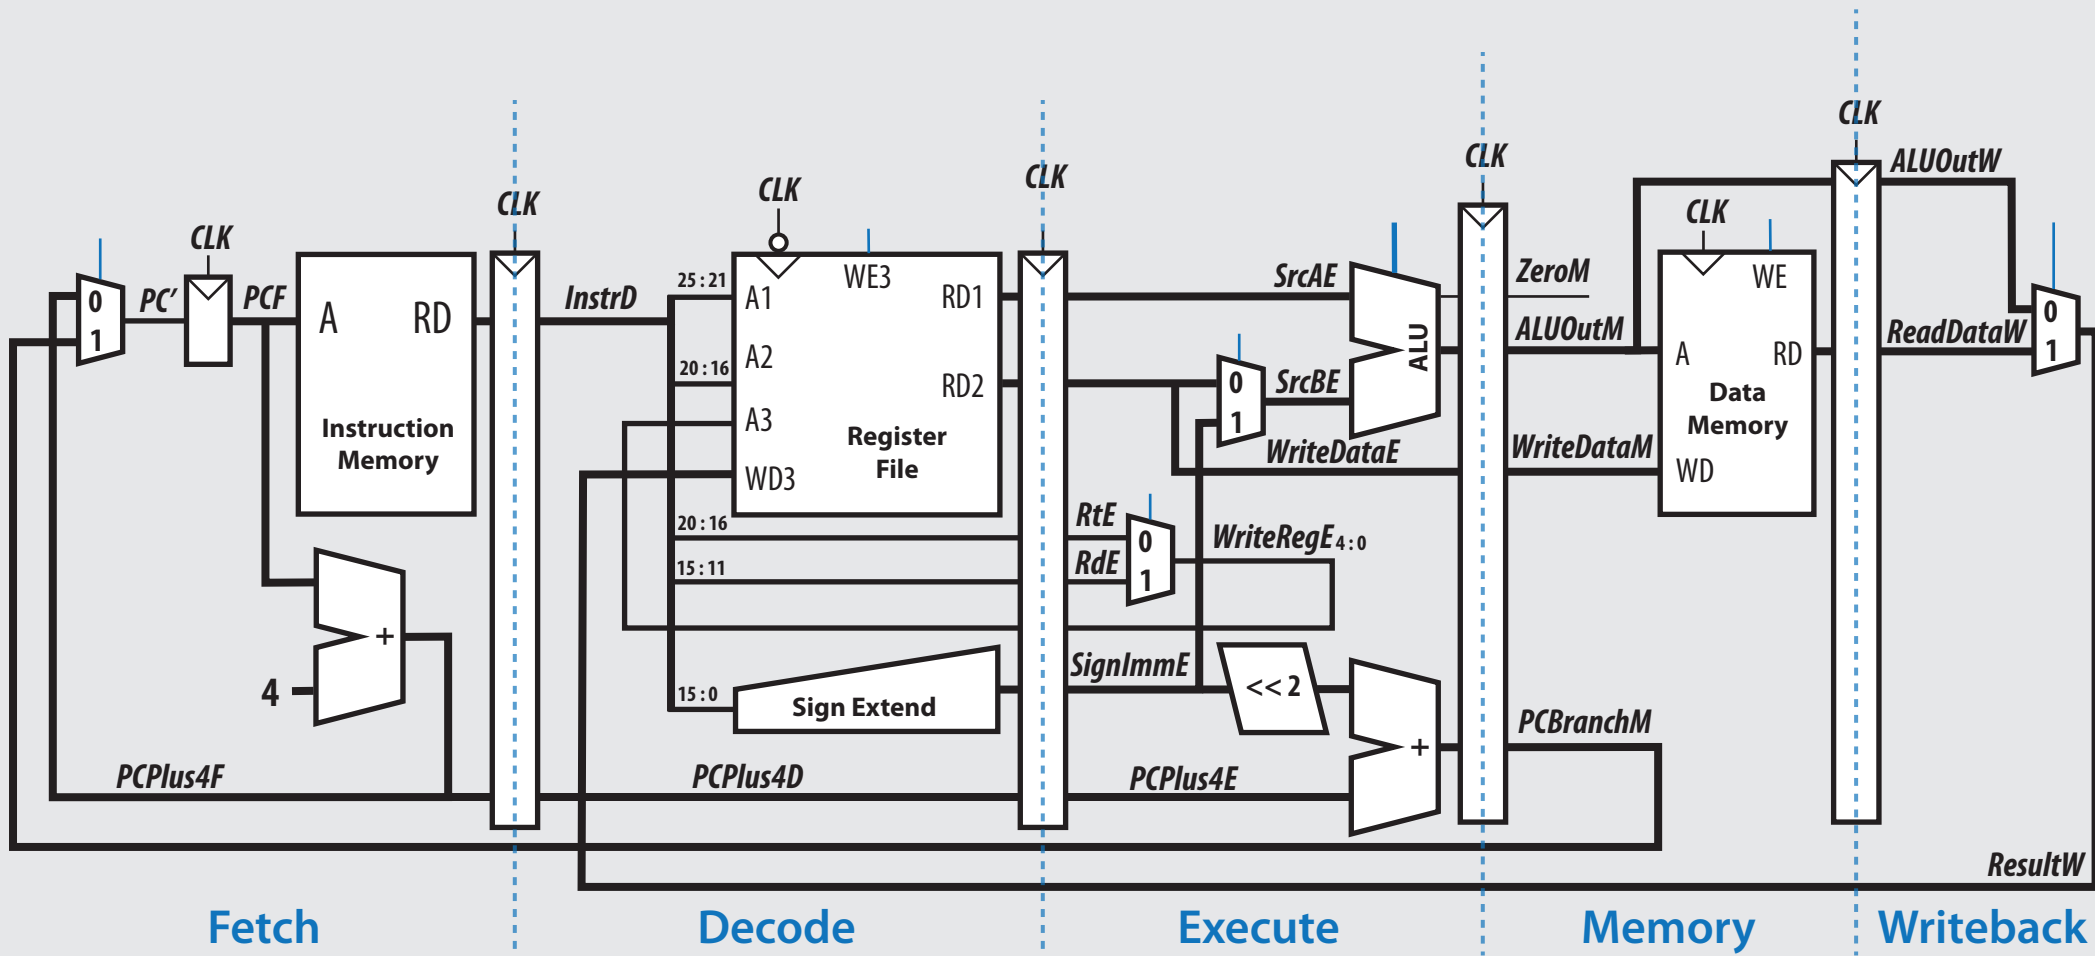 CLK
CLK
CLK
CLK
CLK
CLK
CLK
0
1
PC′
PCF
A
RD
Instruction
Memory
4
+
PCPlus4F
InstrD
25 : 21
20 : 16
20 : 16
15 : 11
15 : 0
A1
A2
A3
WD3
WE3
RD1
RD2
Register
File
Sign Extend
PCPlus4D
SrcAE
0
1
SrcBE
ALU
WriteDataE
RtE
RdE
0
1
WriteRegE4 : 0
SignImmE
<< 2
+
PCPlus4E
ZeroM
ALUOutM
WriteDataM
PCBranchM
A
RD
WE
WD
Data
Memory
ALUOutW
ReadDataW
0
1
ResultW
Fetch
Decode
Execute
Memory
Writeback